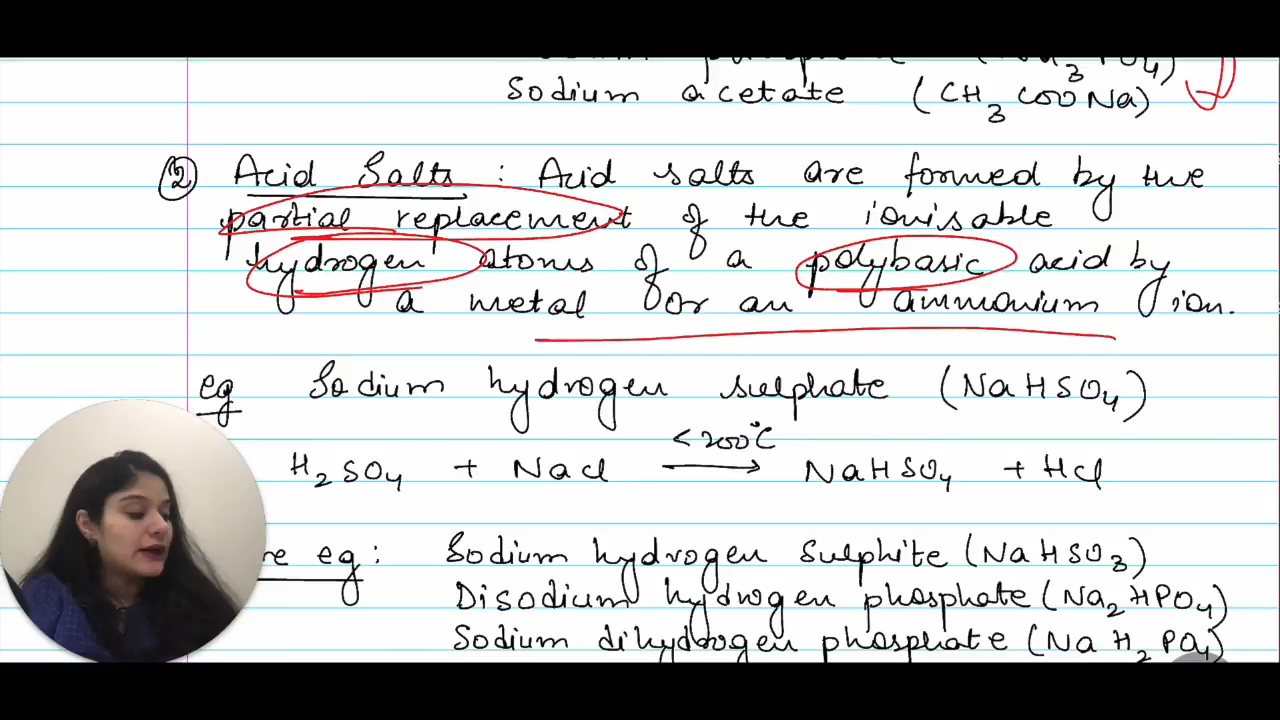 Sodium acetate (CH₃COONa)
② Acid Salts : Acid salts are formed by the
partial replacement of the ionisable
hydrogen atoms of a polybasic acid by
a metal or an ammonium ion.
eg Sodium hydrogen sulphate (NaHSO₄)
<200°C
H₂SO₄ + NaCl → NaHSO₄ + HCl
eg : Sodium hydrogen sulphite (NaHSO₃)
Disodium hydrogen phosphate (Na₂HPO₄)
Sodium dihydrogen phosphate (NaH₂PO₄)